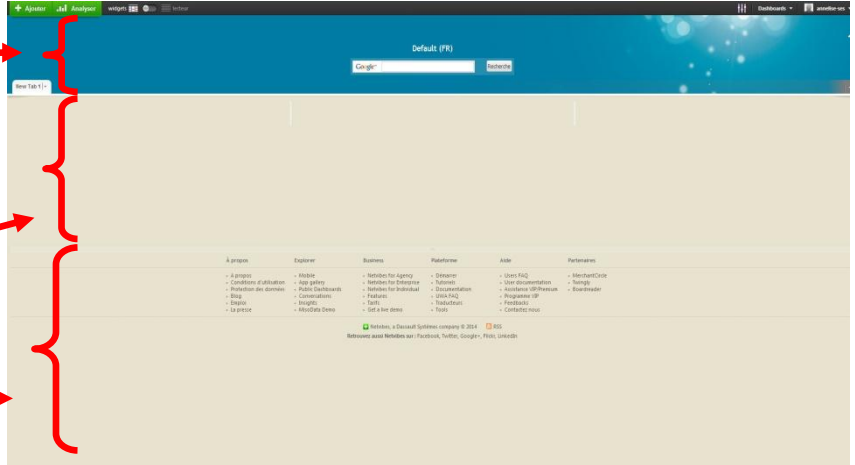 Ajouter Analyser widgets lecteur Dashboards annelise-ses
Default (FR)
Google Recherche
New Tab 1
À propos Explorer Business Plateforme Aide Partenaires
À propos Mobile Netvibes for Agency Démarrer Users FAQ MerchantCircle
Conditions d'utilisation App gallery Netvibes for Enterprise Tutoriels User documentation Twingly
Protection des données Public Dashboards Netvibes for Individual Documentation Assistance VIP/Premium Boardreader
Blog Conversations Features UWA FAQ Programme VIP
Emploi Insights Tarifs Traducteurs Feedbacks
La presse MissData Demo Get a live demo Tools Contactez nous
Netvibes, a Dassault Systèmes company © 2014 RSS
Retrouvez aussi Netvibes sur : Facebook, Twitter, Google+, Flickr, LinkedIn